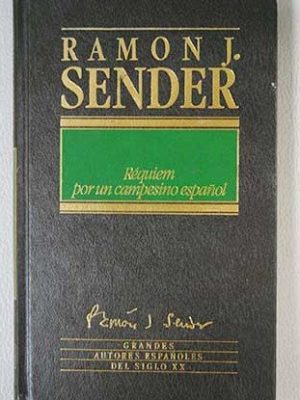 RAMON J.
SENDER
Réquiem
por un campesino español
Ramón J Sender
GRANDES
AUTORES ESPAÑOLES
DEL SIGLO XX